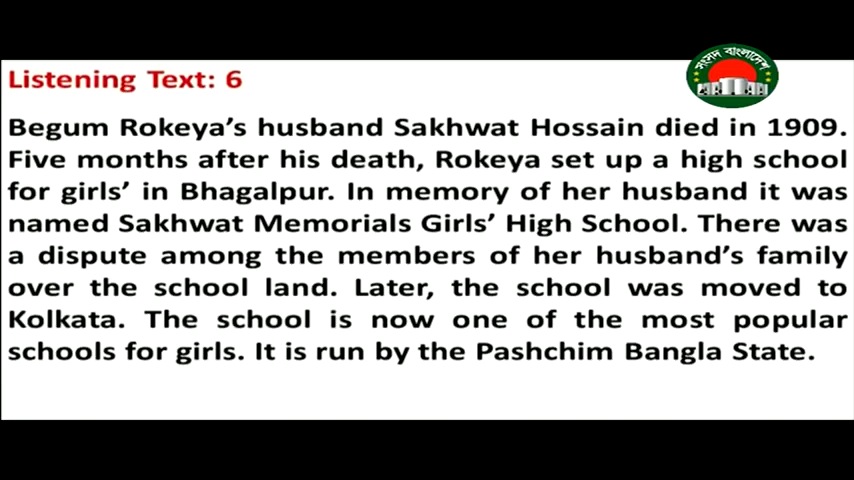 সংসদ বাংলাদেশ
Listening Text: 6
Begum Rokeya's husband Sakhwat Hossain died in 1909.
Five months after his death, Rokeya set up a high school
for girls' in Bhagalpur. In memory of her husband it was
named Sakhwat Memorials Girls' High School. There was
a dispute among the members of her husband's family
over the school land. Later, the school was moved to
Kolkata. The school is now one of the most popular
schools for girls. It is run by the Pashchim Bangla State.